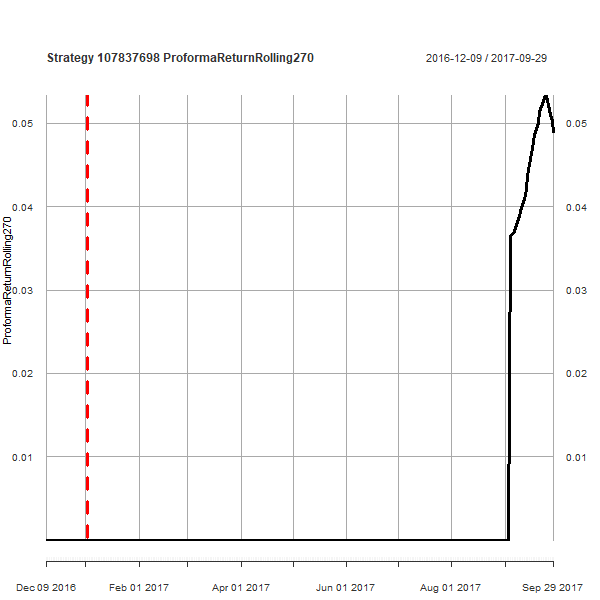 Strategy 107837698 ProformaReturnRolling270
2016-12-09 / 2017-09-29
0.05
0.05
0.04
0.04
ProformaReturnRolling270
0.03
0.03
0.02
0.02
0.01
0.01
Dec 09 2016
Feb 01 2017
Apr 01 2017
Jun 01 2017
Aug 01 2017
Sep 29 2017